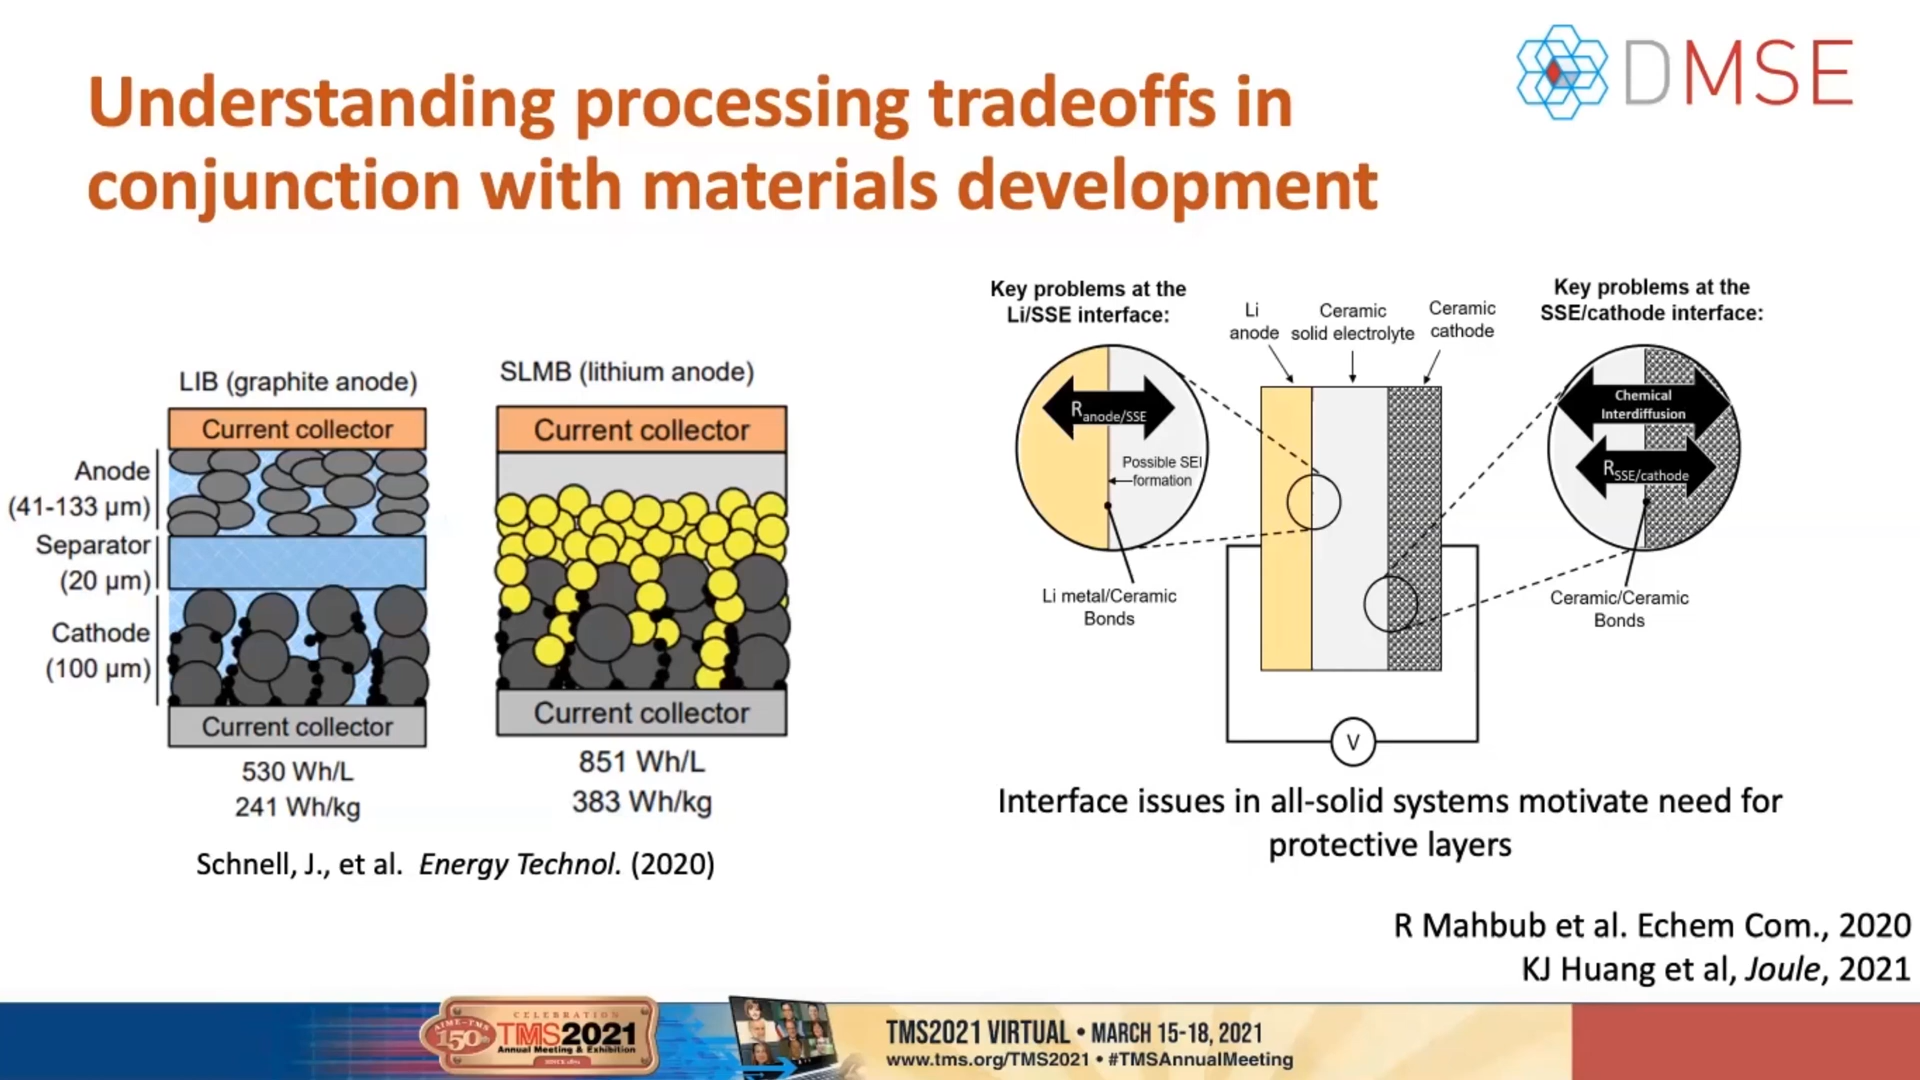 Understanding processing tradeoffs in
conjunction with materials development
DMSE
LIB (graphite anode)
Current collector
Anode
(41-133 µm)
Separator
(20 µm)
Cathode
(100 µm)
Current collector
530 Wh/L
241 Wh/kg
SLMB (lithium anode)
Current collector
Current collector
851 Wh/L
383 Wh/kg
Schnell, J., et al. Energy Technol. (2020)
Key problems at the
Li/SSE interface:
Ranode/SSE
Possible SEI
formation
Li metal/Ceramic
Bonds
Li
anode
Ceramic
solid electrolyte
Ceramic
cathode
V
Key problems at the
SSE/cathode interface:
Chemical
Interdiffusion
RSSE/cathode
Ceramic/Ceramic
Bonds
Interface issues in all-solid systems motivate need for
protective layers
R Mahbub et al. Echem Com., 2020
KJ Huang et al, Joule, 2021
CELEBRATION
AIME-TMS
150
TMS2021
Annual Meeting & Exhibition
TMS2021 VIRTUAL • MARCH 15-18, 2021
www.tms.org/TMS2021 • #TMSAnnualMeeting